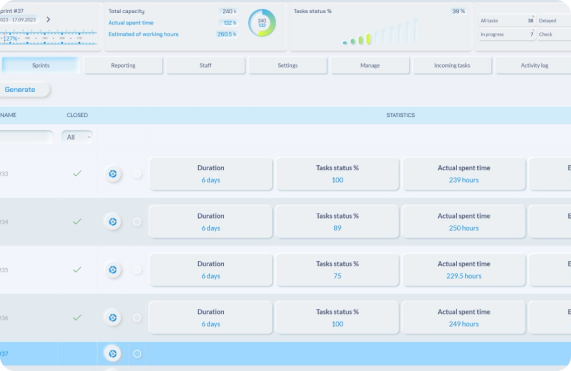 print #37
Total capacity 240 h
Tasks status % 38 %
023 - 17.09.2023
Actual spent time 132 h
240
132
All tasks 38 Delayed
Estimated of working hours 260.5 h
In progress 7 Check
127%
Sprints Reporting Staff Settings Manage Incoming tasks Activity log
Generate
NAME CLOSED STATISTICS
All
#33 Duration Tasks status % Actual spent time E
6 days 100 239 hours
#34 Duration Tasks status % Actual spent time E
6 days 89 250 hours
#35 Duration Tasks status % Actual spent time E
6 days 75 229.5 hours
#36 Duration Tasks status % Actual spent time E
6 days 100 249 hours
#37